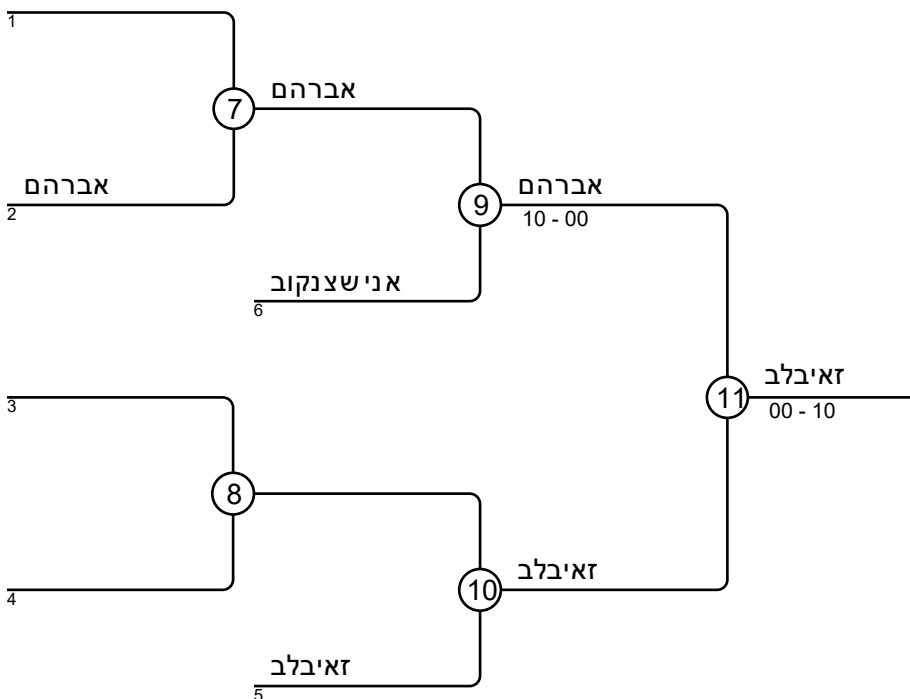 1
אברהם
7
אברהם
2
אברהם
9
10 - 00
אנישצנקוב
6
3
זאיבלב
11
00 - 10
8
זאיבלב
10
4
זאיבלב
5